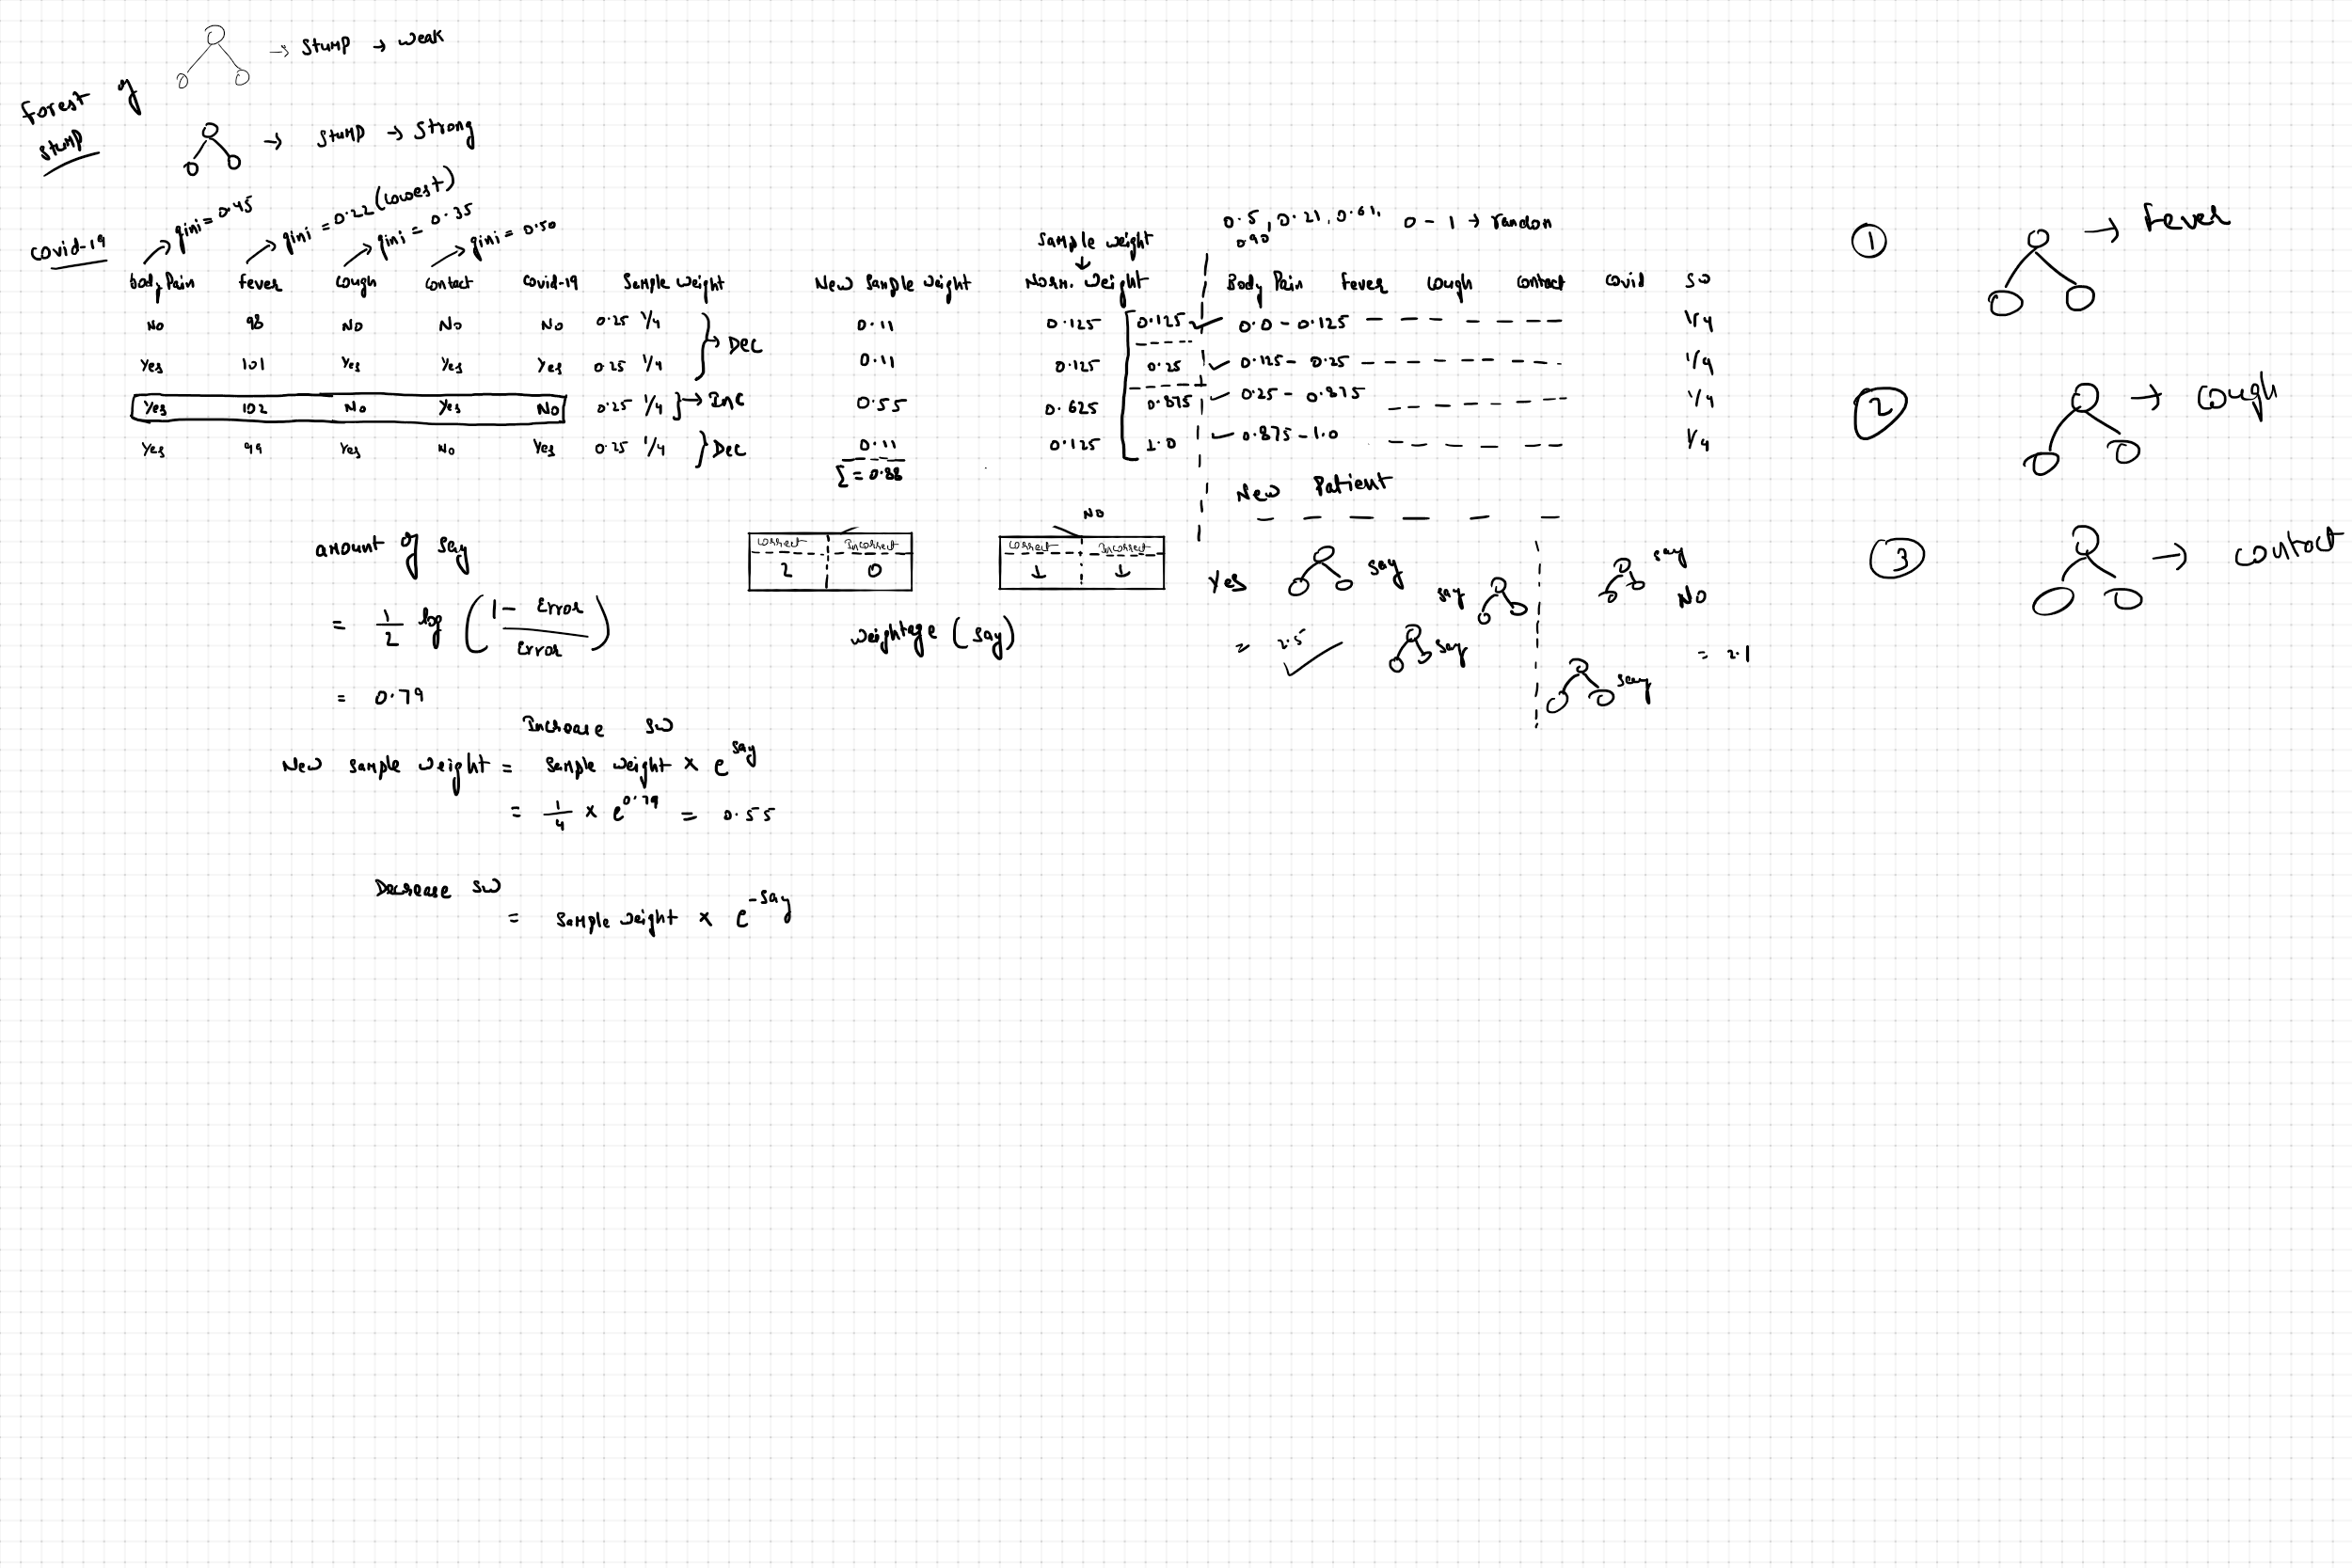 → Stump → weak
Forest of
stump
→ Stump → Strong
covid-19
gini = 0.45
gini = 0.22 (lowest)
gini = 0.35
gini = 0.50
body Pain Fever Cough Contact Covid-19 Sample weight
No 98 No No No 0.25 1/4
Yes 101 Yes Yes Yes 0.25 1/4
→ Dec
Yes 102 No Yes No 0.25 1/4 → Inc
Yes 99 Yes No Yes 0.25 1/4 Dec
New Sample weight
0.11
0.11
0.55
0.11
Σ = 0.88
Sample weight
↓
Norm. weight
0.125 0.125
0.125 0.25
0.625 0.875
0.125 1.0
0.5, 0.21, 0.61, 0 - 1 → random
0.90
Body Pain Fever Cough Contact Covid SW
0.0 - 0.125 1/4
0.125 - 0.25 1/4
0.25 - 0.875 1/4
0.875 - 1.0 1/4
New Patient
Yes say say say No
say say
= 2.5 = 2.1
amount of say
= 1/2 log (1 - Error / Error)
= 0.79
Correct Incorrect
2 0
No
Correct Incorrect
1 1
Weightage (say)
Increase SW
New sample weight = Sample weight × e^say
= 1/4 × e^0.79 = 0.55
Decrease SW
= Sample weight × e^-say
1 → Fever
2 → Cough
3 → Contact